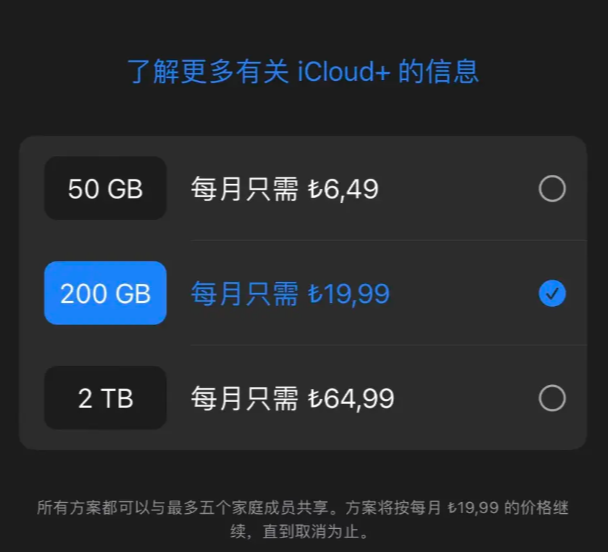 了解更多有关 iCloud+ 的信息
50 GB 每月只需 ₺6,49
200 GB 每月只需 ₺19,99
2 TB 每月只需 ₺64,99
所有方案都可以与最多五个家庭成员共享。方案将按每月 ₺19,99 的价格继
续，直到取消为止。